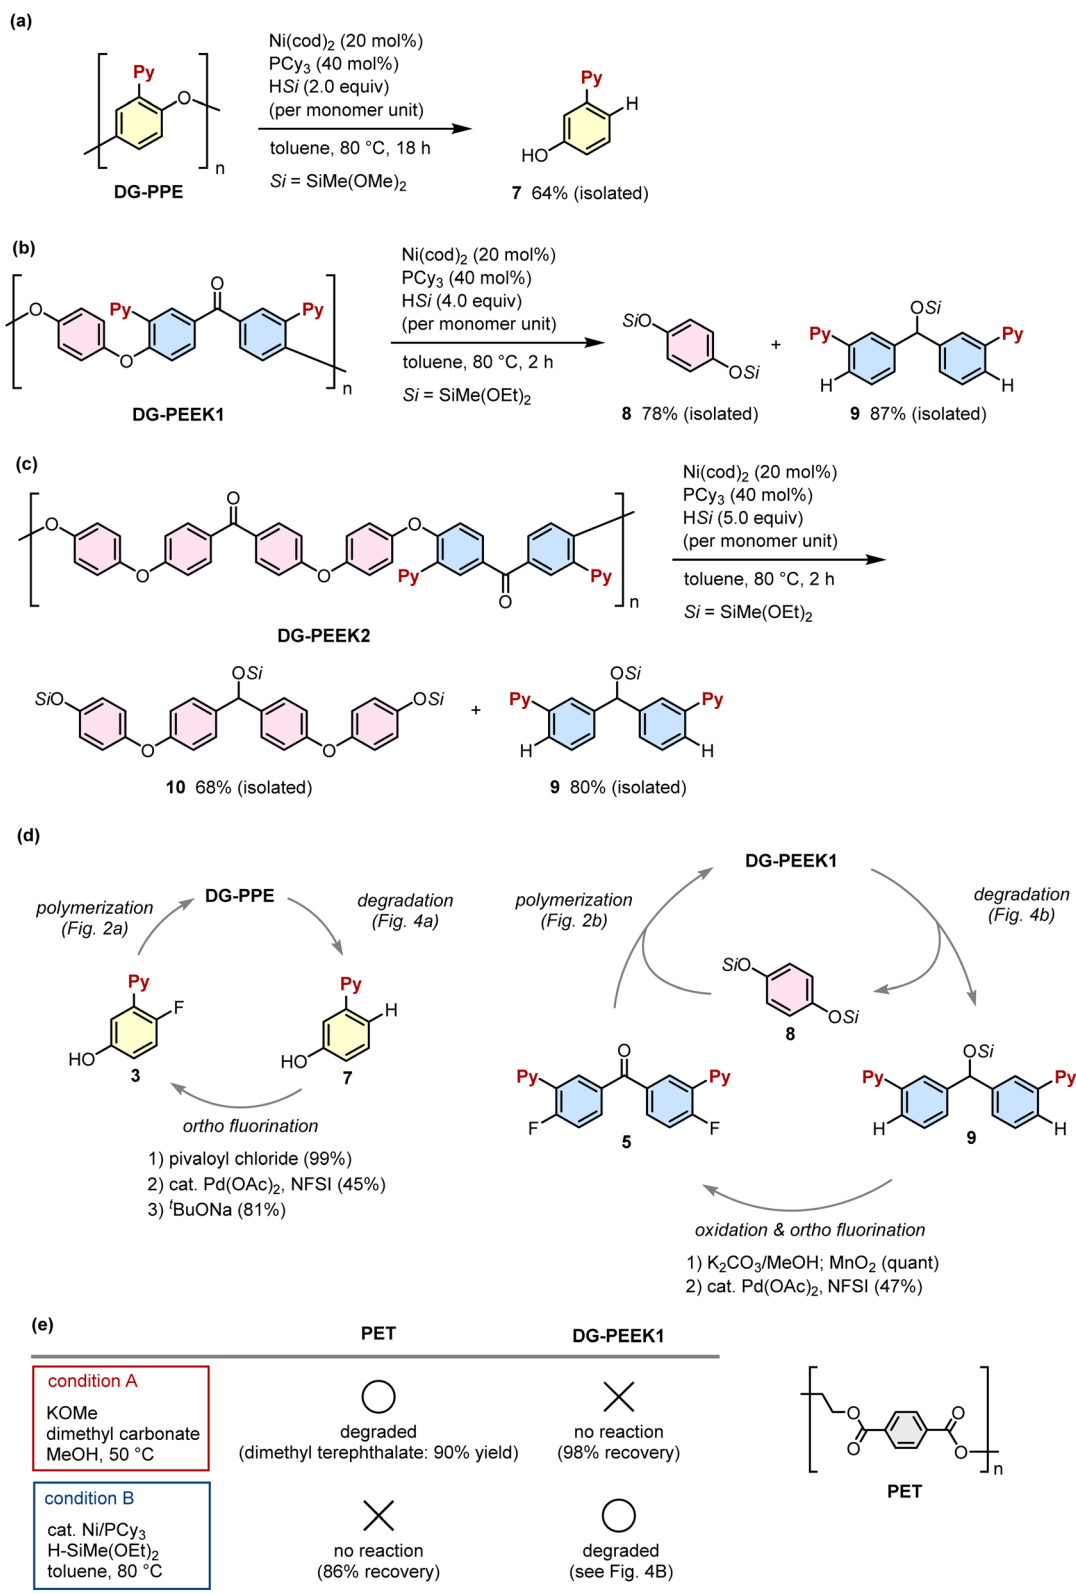 (a)
Ni(cod)2 (20 mol%)
PCy3 (40 mol%)
HSi (2.0 equiv)
(per monomer unit)
toluene, 80 °C, 18 h
Si = SiMe(OMe)2
Py
O
n
DG-PPE
Py
H
HO
7 64% (isolated)
(b)
Ni(cod)2 (20 mol%)
PCy3 (40 mol%)
HSi (4.0 equiv)
(per monomer unit)
toluene, 80 °C, 2 h
Si = SiMe(OEt)2
O
O
Py
Py
O
n
DG-PEEK1
SiO
OSi
8 78% (isolated)
+
OSi
Py
Py
H
H
9 87% (isolated)
(c)
Ni(cod)2 (20 mol%)
PCy3 (40 mol%)
HSi (5.0 equiv)
(per monomer unit)
toluene, 80 °C, 2 h
Si = SiMe(OEt)2
O
O
O
O
O
Py
Py
O
n
DG-PEEK2
OSi
SiO
OSi
O
O
10 68% (isolated)
+
OSi
Py
Py
H
H
9 80% (isolated)
(d)
DG-PPE
polymerization
(Fig. 2a)
degradation
(Fig. 4a)
Py
F
HO
3
Py
H
HO
7
ortho fluorination
1) pivaloyl chloride (99%)
2) cat. Pd(OAc)2, NFSI (45%)
3) tBuONa (81%)
DG-PEEK1
polymerization
(Fig. 2b)
degradation
(Fig. 4b)
SiO
OSi
8
O
Py
Py
F
F
5
OSi
Py
Py
H
H
9
oxidation & ortho fluorination
1) K2CO3/MeOH; MnO2 (quant)
2) cat. Pd(OAc)2, NFSI (47%)
(e)
PET
DG-PEEK1
condition A
KOMe
dimethyl carbonate
MeOH, 50 °C
degraded
(dimethyl terephthalate: 90% yield)
no reaction
(98% recovery)
condition B
cat. Ni/PCy3
H-SiMe(OEt)2
toluene, 80 °C
no reaction
(86% recovery)
degraded
(see Fig. 4B)
O
O
O
O
n
PET